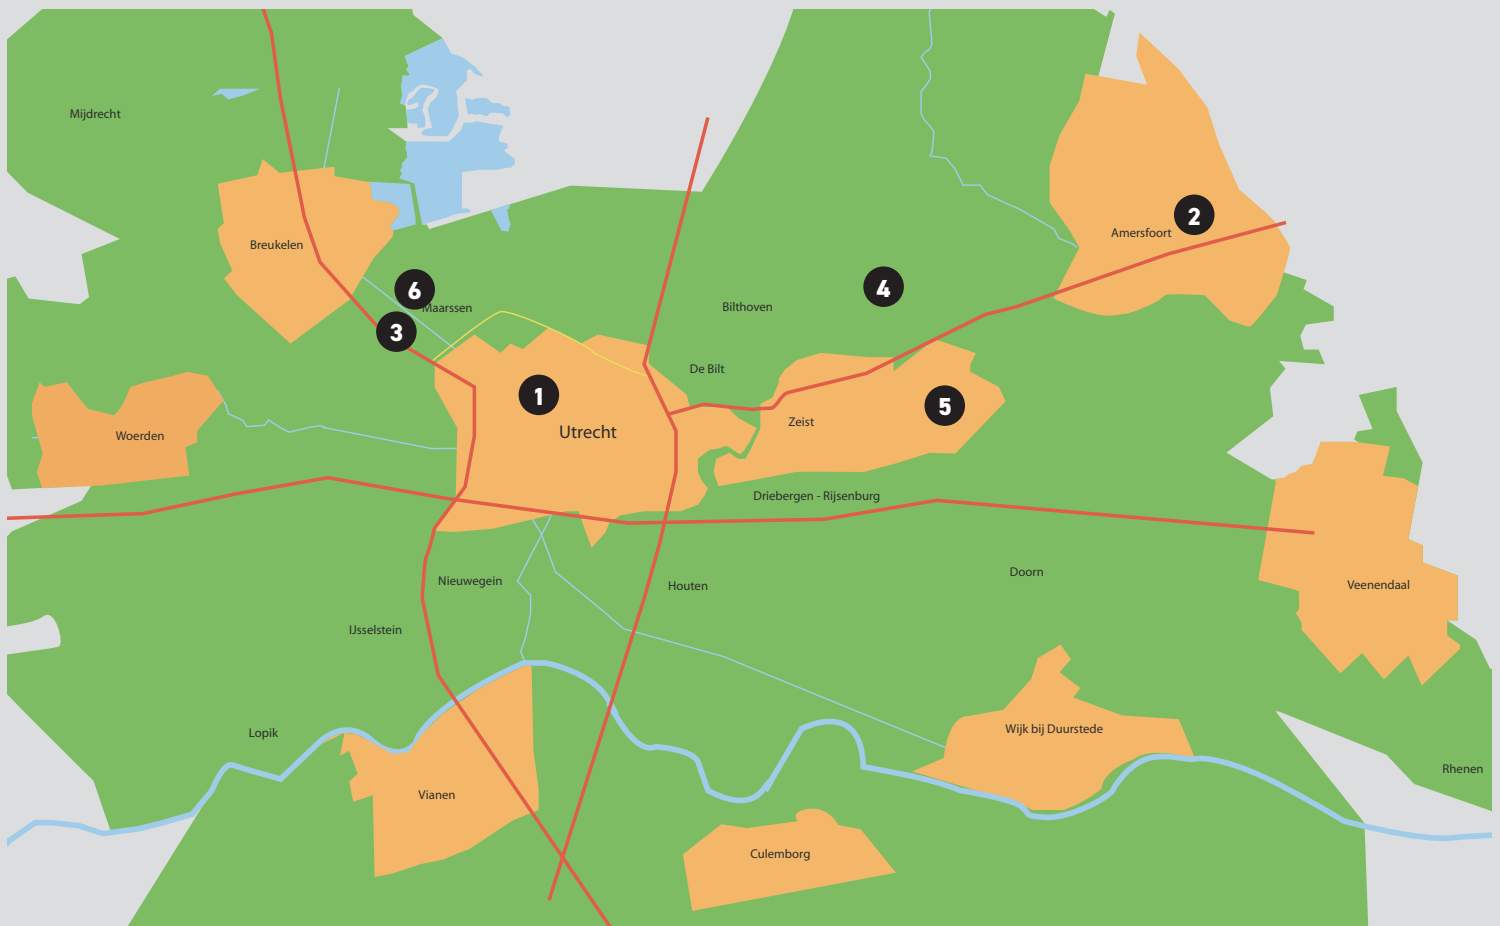 Mijdrecht
2
Amersfoort
Breukelen
6
4
Maarssen
Bilthoven
3
De Bilt
1
5
Zeist
Utrecht
Woerden
Driebergen - Rijsenburg
Doorn
Nieuwegein
Houten
Veenendaal
IJsselstein
Lopik
Wijk bij Duurstede
Rhenen
Vianen
Culemborg